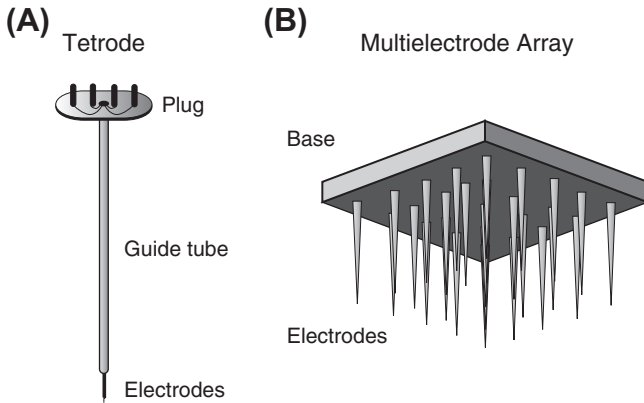 (A)
Tetrode
Plug
Guide tube
Electrodes
(B)
Multielectrode Array
Base
Electrodes